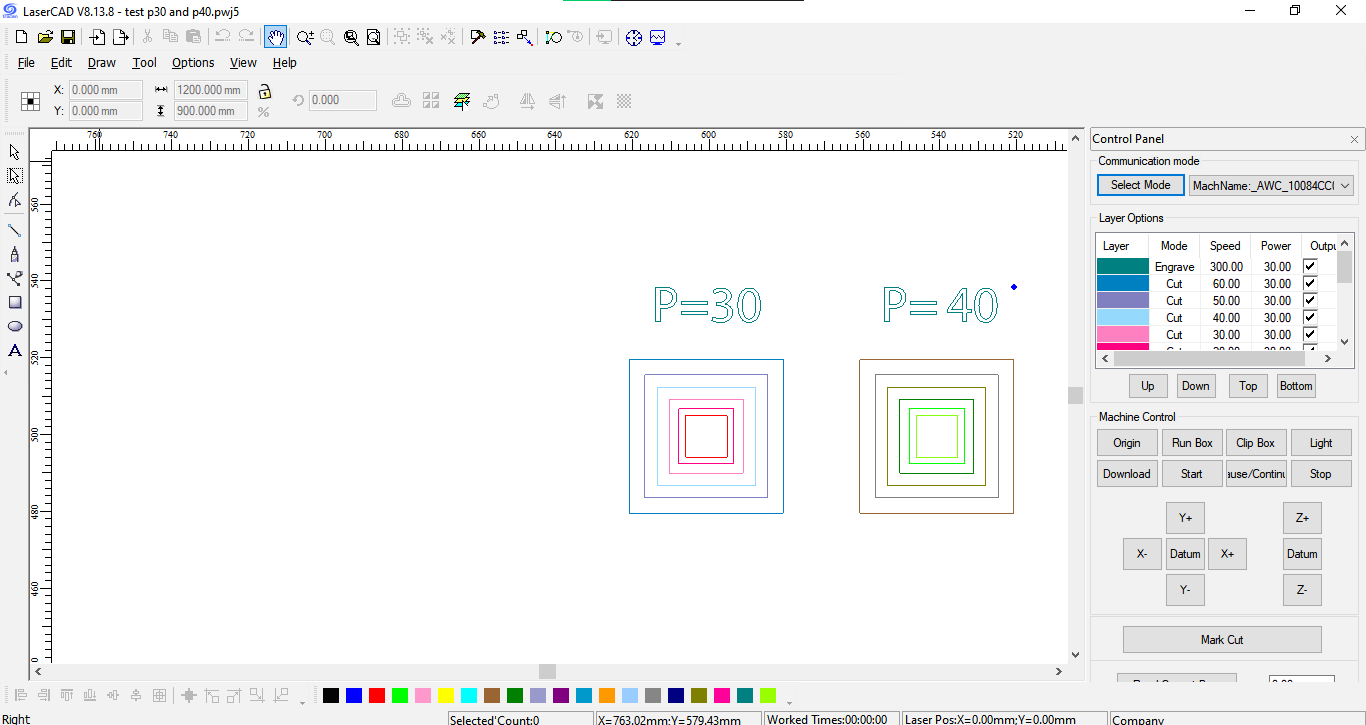 LaserCAD V8.13.8 - test p30 and p40.pwj5
File Edit Draw Tool Options View Help
X: 0.000 mm 1200.000 mm 0.000
Y: 0.000 mm 900.000 mm %
760 740 720 700 680 660 640 620 600 580 560 540 520
560
540
520
500
480
460
0
P=30 P= 40
Control Panel
Communication mode
Select Mode MachName:_AWC_10084CC(
Layer Options
Layer Mode Speed Power Outpu
Engrave 300.00 30.00
Cut 60.00 30.00
Cut 50.00 30.00
Cut 40.00 30.00
Cut 30.00 30.00
Up Down Top Bottom
Machine Control
Origin Run Box Clip Box Light
Download Start ause/Continu Stop
Y+ Z+
X- Datum X+ Datum
Y- Z-
Mark Cut
A
Right Selected'Count:0 X=763.02mm;Y=579.43mm Worked Times:00:00:00 Laser Pos:X=0.00mm;Y=0.00mm Company